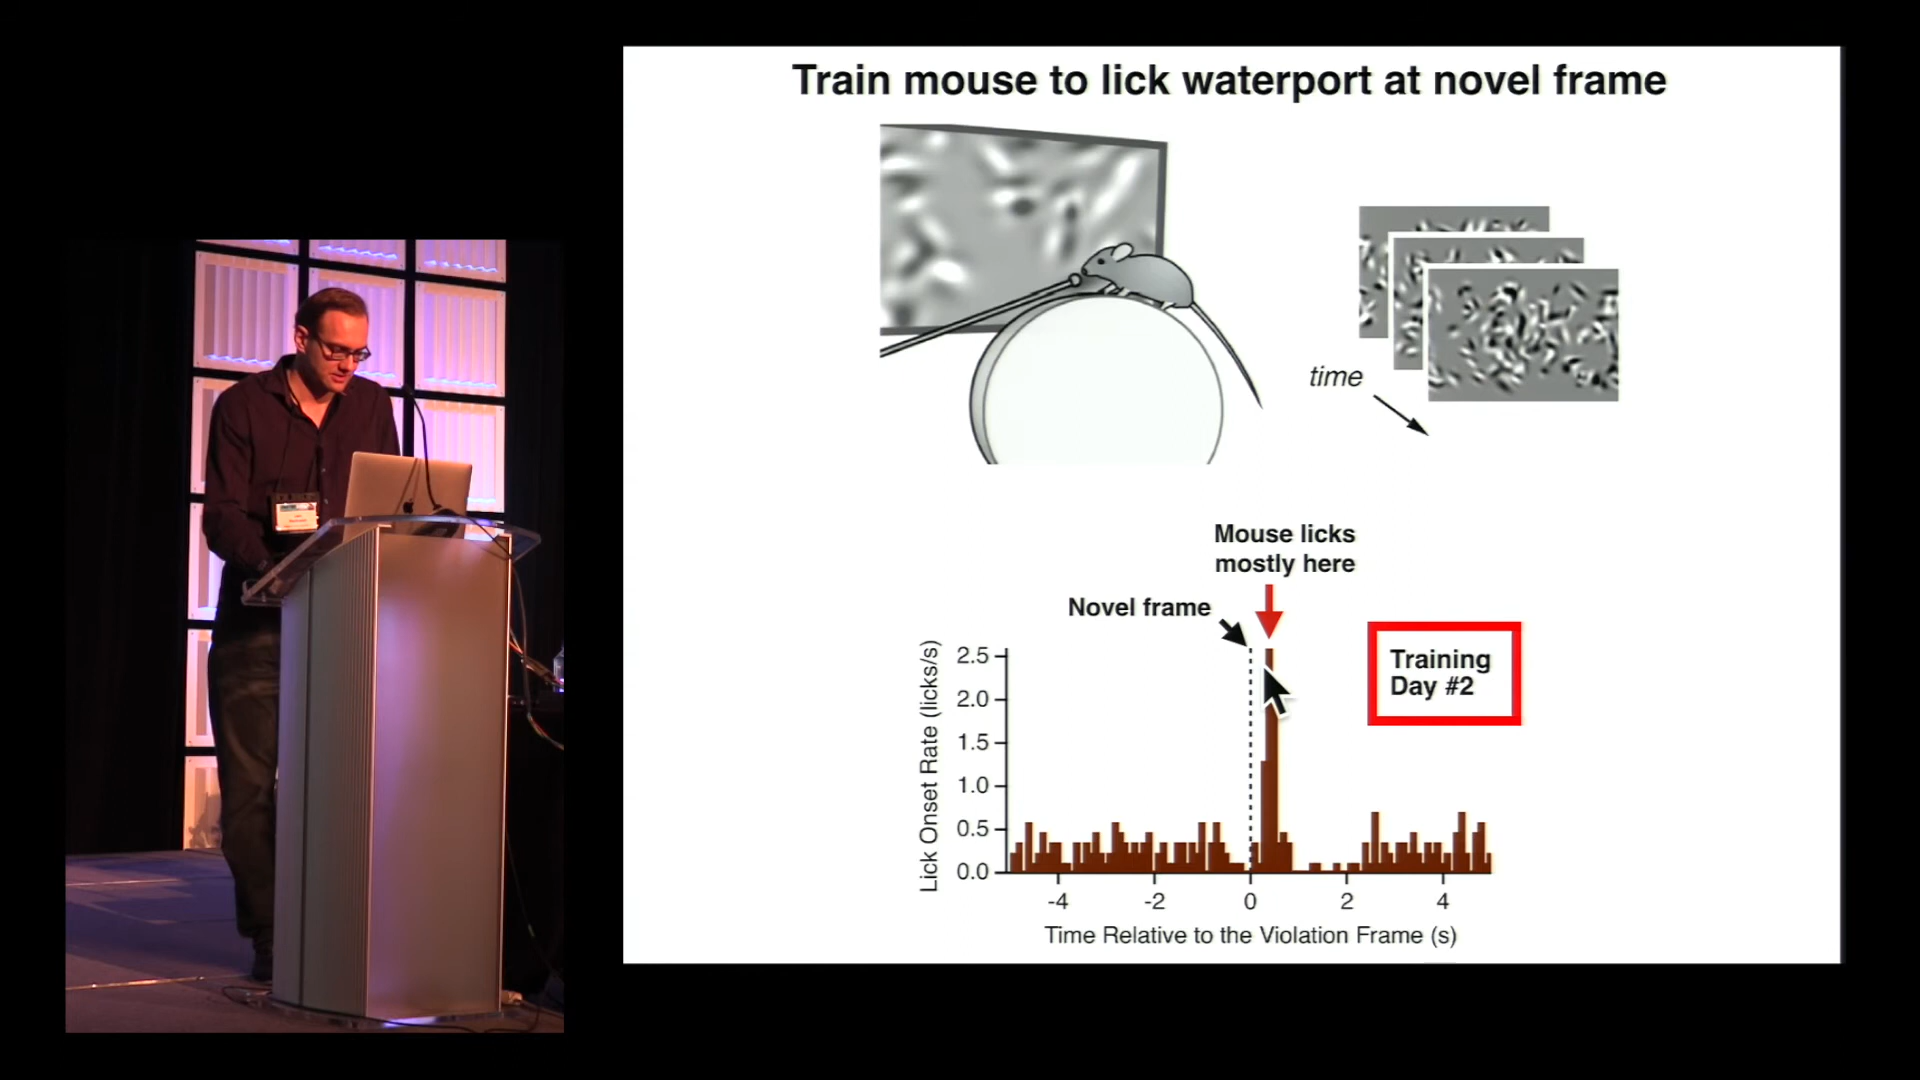 Train mouse to lick waterport at novel frame
time
Mouse licks
mostly here
Novel frame
Training
Day #2
Lick Onset Rate (licks/s)
2.5
2.0
1.5
1.0
0.5
0.0
-4
-2
0
2
4
Time Relative to the Violation Frame (s)